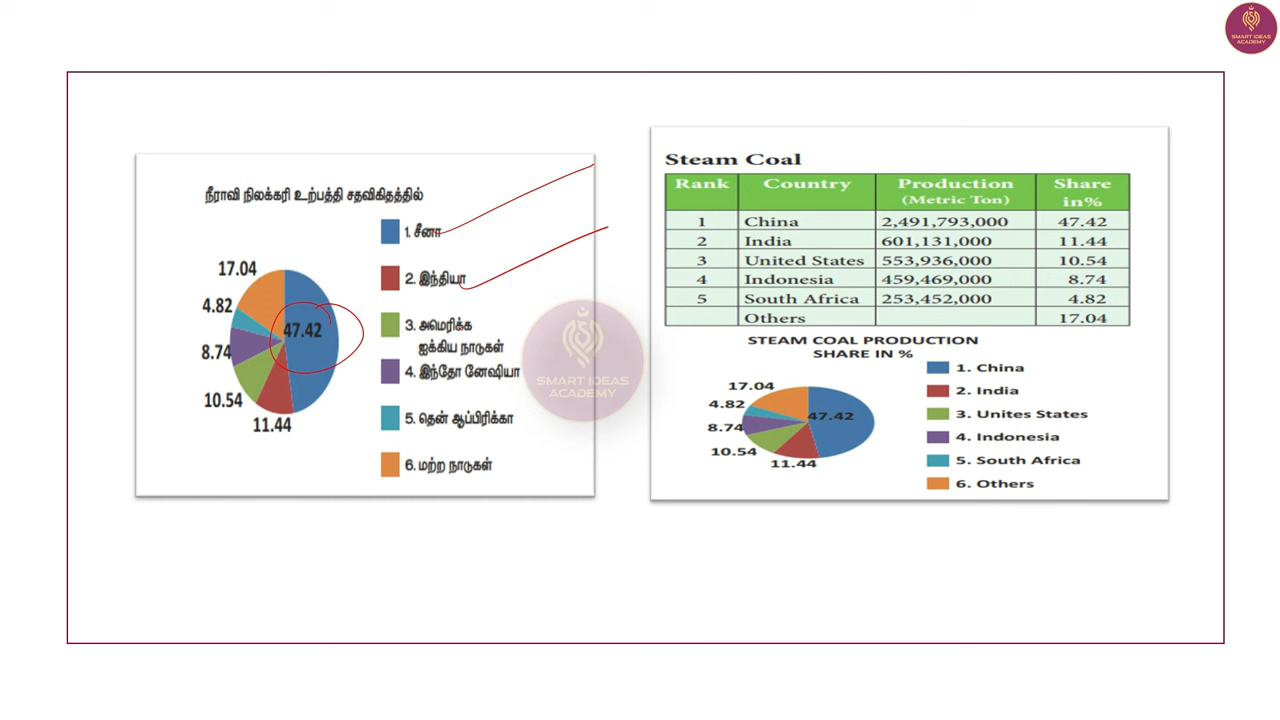 SMART IDEAS
ACADEMY
நீராவி நிலக்கரி உற்பத்தி சதவிகிதத்தில்
1. சீனா
2. இந்தியா
3. அமெரிக்க
ஐக்கிய நாடுகள்
4. இந்தோ னேஷியா
5. தென் ஆப்பிரிக்கா
6. மற்ற நாடுகள்
17.04
4.82
47.42
8.74
10.54
11.44
SMART IDEAS
ACADEMY
Steam Coal
Rank Country Production (Metric Ton) Share in%
1 China 2,491,793,000 47.42
2 India 601,131,000 11.44
3 United States 553,936,000 10.54
4 Indonesia 459,469,000 8.74
5 South Africa 253,452,000 4.82
Others 17.04
STEAM COAL PRODUCTION
SHARE IN %
17.04
4.82
47.42
8.74
10.54
11.44
1. China
2. India
3. Unites States
4. Indonesia
5. South Africa
6. Others